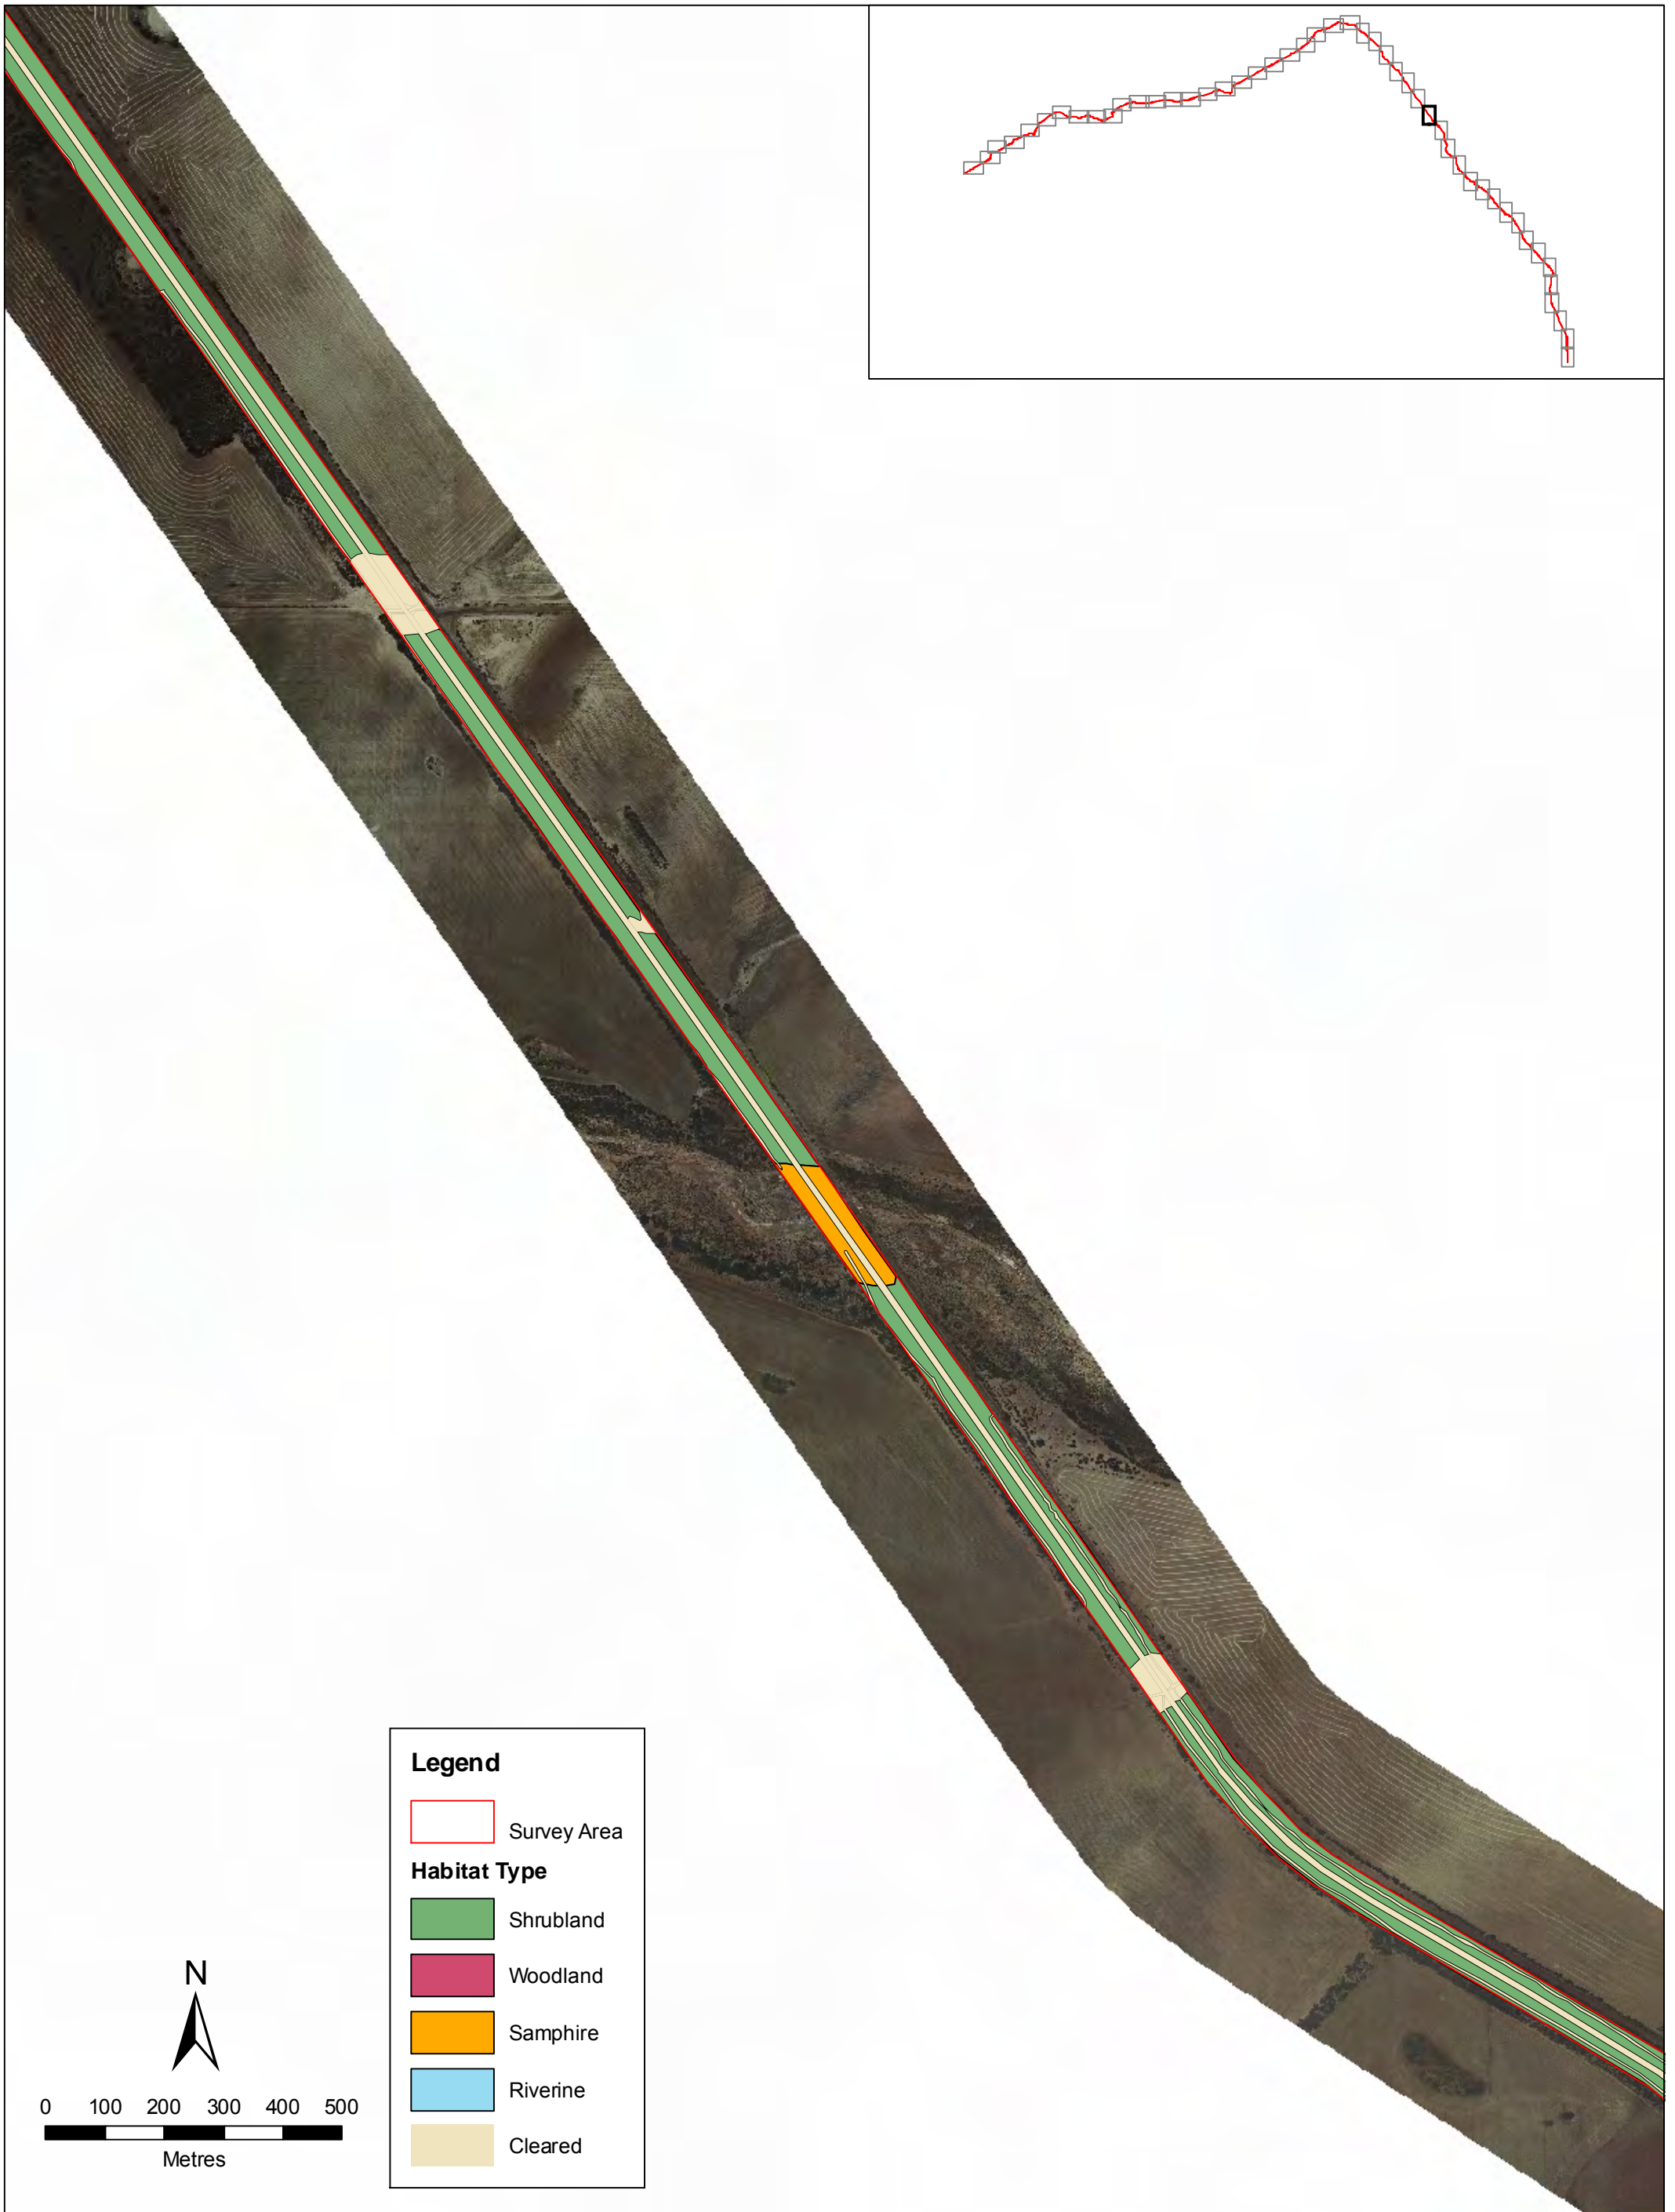 Legend
Survey Area
Habitat Type
Shrubland
Woodland
Samphire
Riverine
Cleared
N
0 100 200 300 400 500
Metres